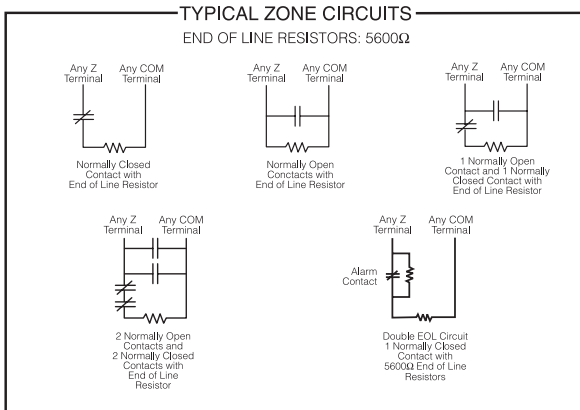 TYPICAL ZONE CIRCUITS
END OF LINE RESISTORS: 5600Ω
Any Z
Terminal
Any COM
Terminal
Normally Closed
Contact with
End of Line Resistor
Any Z
Terminal
Any COM
Terminal
Normally Open
Conctacts with
End of Line Resistor
Any Z
Terminal
Any COM
Terminal
1 Normally Open
Contact and 1 Normally
Closed Contact with
End of Line Resistor
Any Z
Terminal
Any COM
Terminal
2 Normally Open
Contacts and
2 Normally Closed
Contacts with
End of Line
Resistor
Any Z
Terminal
Any COM
Terminal
Alarm
Contact
Double EOL Circuit
1 Normally Closed
Contact with
5600Ω End of Line
Resistors